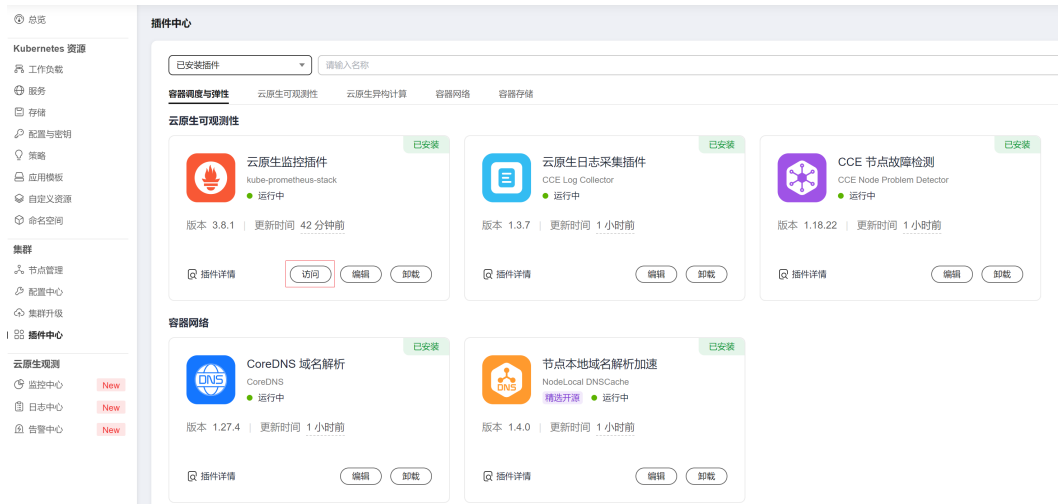 总览
Kubernetes 资源
工作负载
服务
存储
配置与密钥
策略
应用模板
自定义资源
命名空间
集群
节点管理
配置中心
集群升级
插件中心
云原生观测
监控中心 New
日志中心 New
告警中心 New
插件中心
已安装插件 请输入名称
容器调度与弹性 云原生可观测性 云原生异构计算 容器网络 容器存储
云原生可观测性
已安装
云原生监控插件
kube-prometheus-stack
运行中
版本 3.8.1 更新时间 42 分钟前
插件详情 访问 编辑 卸载
已安装
云原生日志采集插件
CCE Log Collector
运行中
版本 1.3.7 更新时间 1 小时前
插件详情 编辑 卸载
已安装
CCE 节点故障检测
CCE Node Problem Detector
运行中
版本 1.18.22 更新时间 1 小时前
插件详情 编辑 卸载
容器网络
已安装
DNS
CoreDNS 域名解析
CoreDNS
运行中
版本 1.27.4 更新时间 1 小时前
插件详情 编辑 卸载
已安装
DNS
节点本地域名解析加速
NodeLocal DNSCache
精选开源 运行中
版本 1.4.0 更新时间 1 小时前
插件详情 编辑 卸载